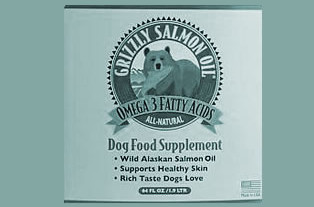 GRIZZLY SALMON OIL
OMEGA 3 FATTY ACIDS
ALL-NATURAL
Dog Food Supplement
• Wild Alaskan Salmon Oil
• Supports Healthy Skin
• Rich Taste Dogs Love
64 FL OZ / 1.9 LTR